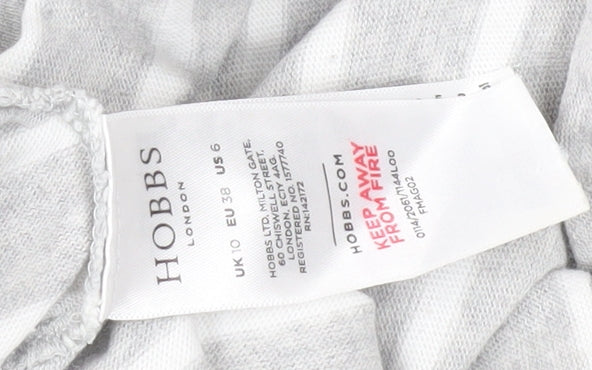 HOBBS
LONDON
UK 10 EU 38 US 6
HOBBS LTD, MILTON GATE,
60 CHISWELL STREET,
LONDON, EC1Y 4AG.
REGISTERED NO. 1577740
RN:142172
HOBBS.COM
KEEP AWAY
FROM FIRE
0114/2061/1144L00
FMAG02